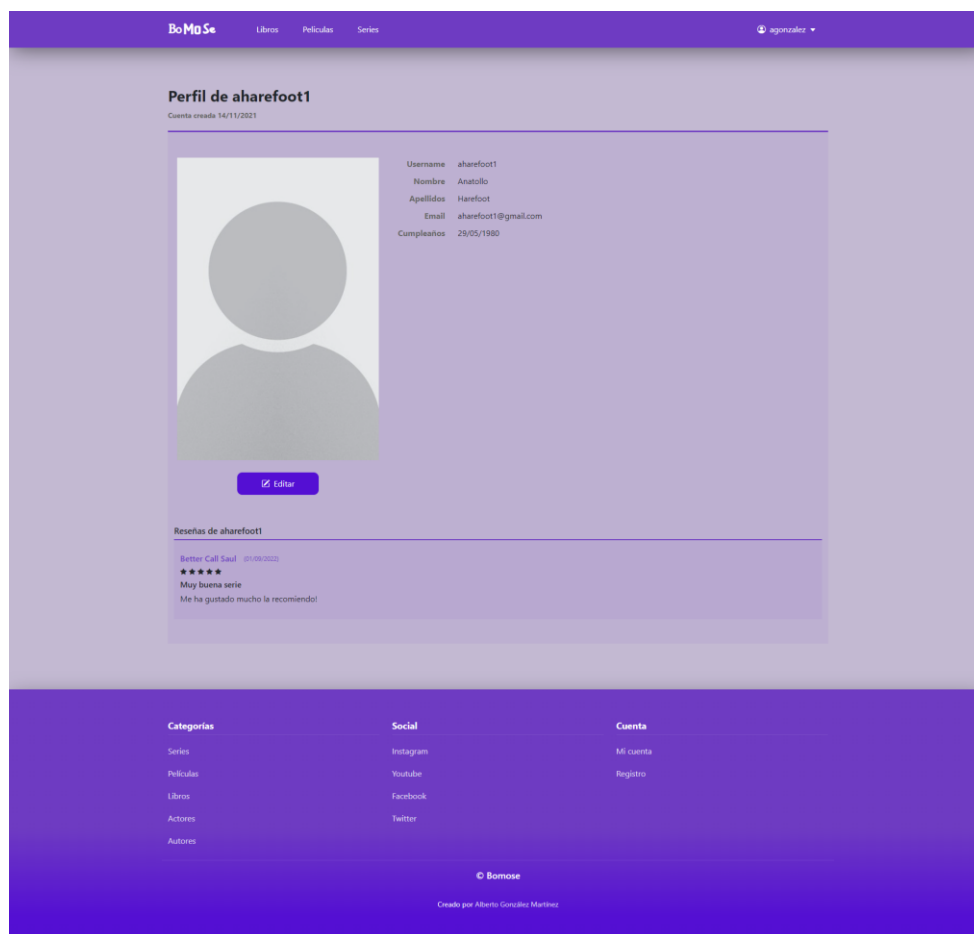 BoMoSe Libros Películas Series agonzalez
Perfil de aharefoot1
Cuenta creada 14/11/2021
Username aharefoot1
Nombre Anatollo
Apellidos Harefoot
Email aharefoot1@gmail.com
Cumpleaños 29/05/1980
Editar
Reseñas de aharefoot1
Better Call Saul (01/06/2022)
★★★★★
Muy buena serie
Me ha gustado mucho la recomiendo!
Categorías Social Cuenta
Series Instagram Mi cuenta
Películas Youtube Registro
Libros Facebook
Actores Twitter
Autores
© Bomose
Creado por Alberto González Martínez